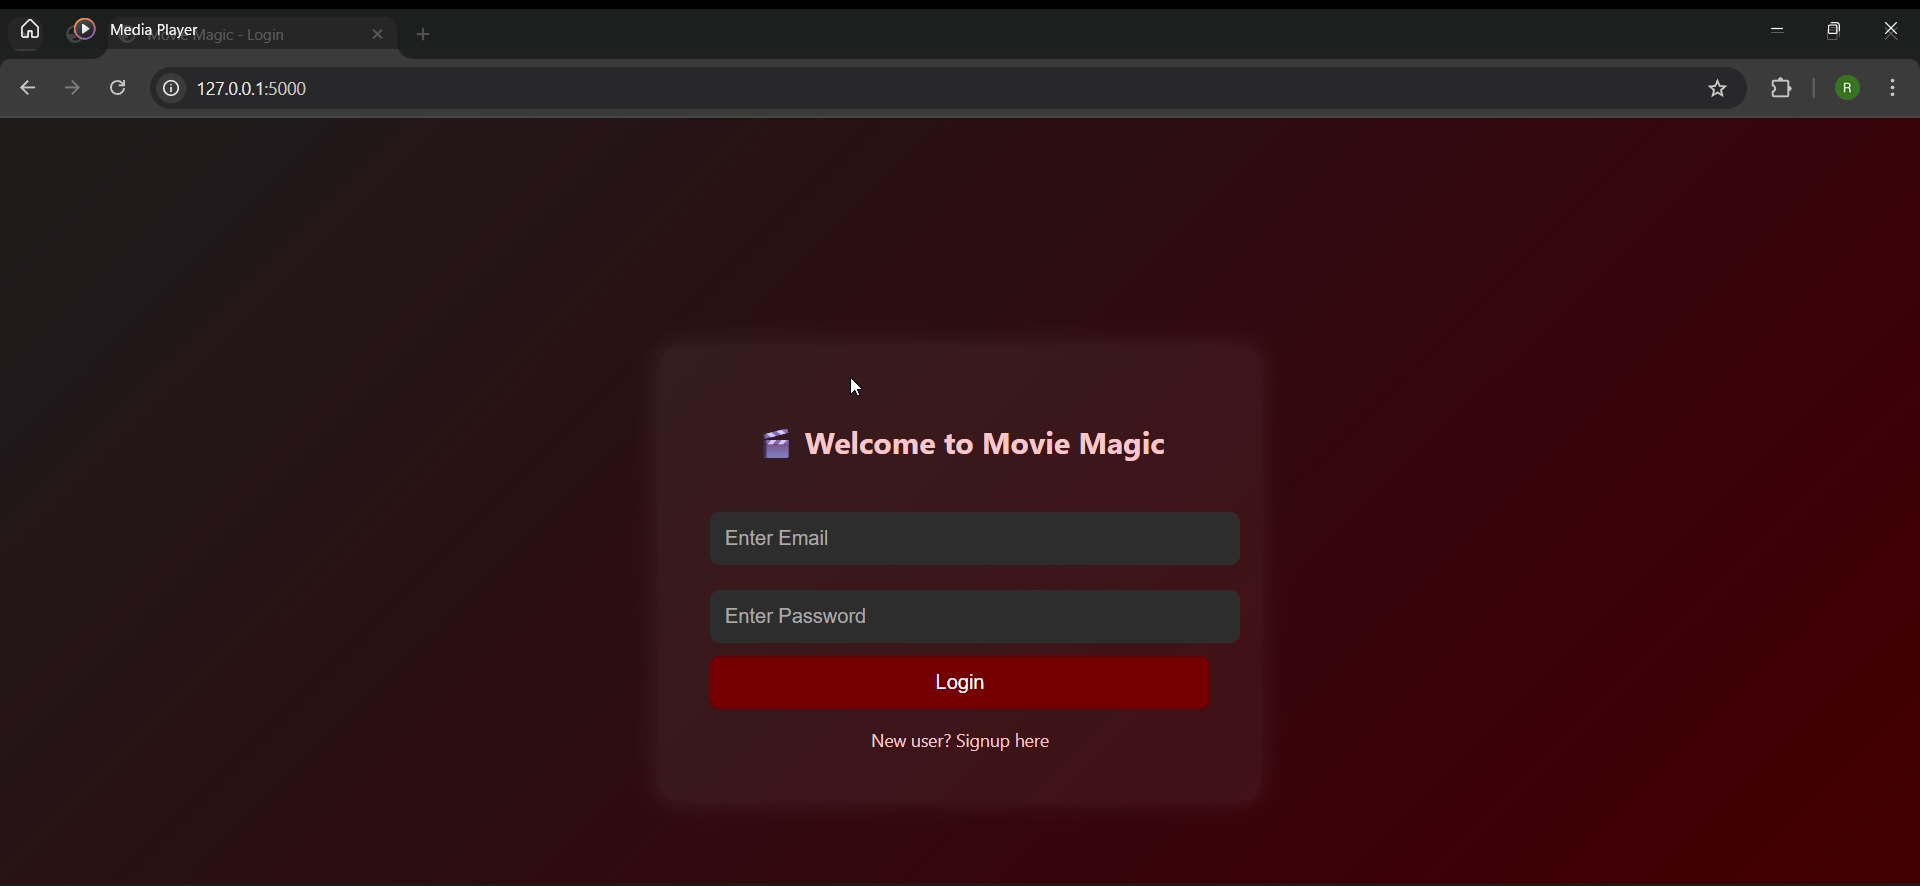 Media Player
Movie Magic - Login
127.0.0.1:5000
R
Welcome to Movie Magic
Enter Email
Enter Password
Login
New user? Signup here